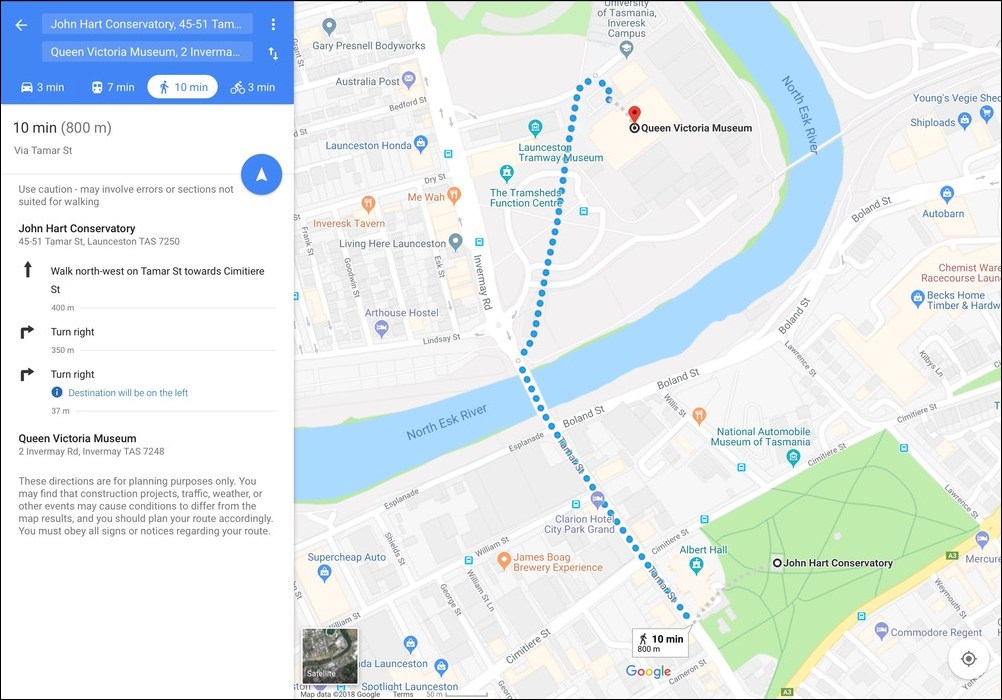 John Hart Conservatory, 45-51 Tam...
Queen Victoria Museum, 2 Inverma...
3 min
7 min
10 min
3 min
10 min (800 m)
Via Tamar St
Use caution - may involve errors or sections not
suited for walking
John Hart Conservatory
45-51 Tamar St, Launceston TAS 7250
Walk north-west on Tamar St towards Cimitiere
St
400 m
Turn right
350 m
Turn right
Destination will be on the left
37 m
Queen Victoria Museum
2 Invermay Rd, Invermay TAS 7248
These directions are for planning purposes only. You
may find that construction projects, traffic, weather, or
other events may cause conditions to differ from the
map results, and you should plan your route accordingly.
You must obey all signs or notices regarding your route.
University of
Tasmania,
Inveresk
Campus
Gary Presnell Bodyworks
Australia Post
Bedford St
Launceston Honda
Dry St
Me Wah
Inveresk Tavern
Frank St
Goodwin St
Living Here Launceston
Esk St
Invermay Rd
Arthouse Hostel
Lindsay St
Queen Victoria Museum
Launceston
Tramway Museum
The Tramsheds
Function Centre
North Esk River
Young's Vegie Shed
Shiploads
Boland St
Autobarn
Chemist Ware
Racecourse Laun
Becks Home
Timber & Hardw
Boland St
Lawrence St
Kilbys Ln
Cimitiere St
Boland St
Willis St
National Automobile
Museum of Tasmania
North Esk River
Boland St
Esplanade
Tamar St
Esplanade
Clarion Hotel
City Park Grand
Cimitiere St
Lawrence St
Shields St
William St
James Boag
Brewery Experience
Supercheap Auto
William St Ln
George St
Tamar St
Albert Hall
John Hart Conservatory
A3
Mercure
Weymouth St
Commodore Regent
Cimitiere St
10 min
800 m
Cameron St
A3
Satellite
da Launceston
Spotlight Launceston
Google
Map data ©2018 Google
Terms
50 m